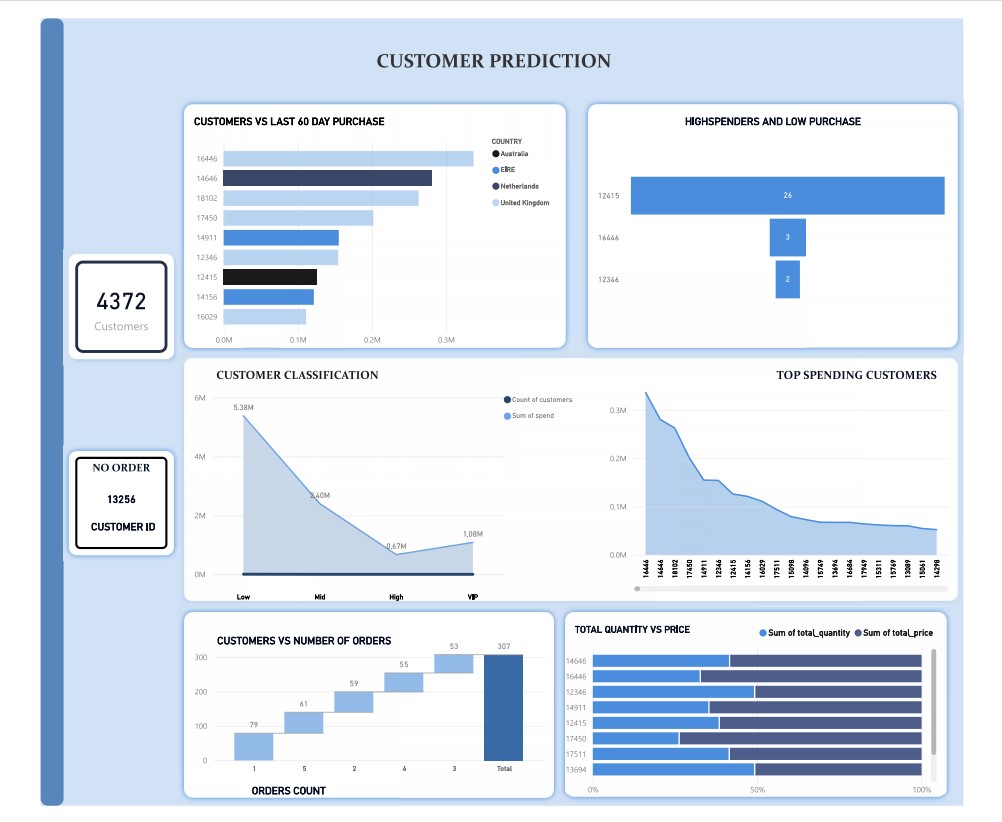 CUSTOMER PREDICTION
4372
Customers
NO ORDER
13256
CUSTOMER ID
CUSTOMERS VS LAST 60 DAY PURCHASE
COUNTRY
Australia
EIRE
Netherlands
United Kingdom
16446
14646
18102
17450
14911
12346
12415
14156
16029
0.0M 0.1M 0.2M 0.3M
HIGHSPENDERS AND LOW PURCHASE
12415 26
16446 3
12346 2
CUSTOMER CLASSIFICATION
Count of customers
Sum of spend
6M
5.38M
4M
2.40M
2M
0.67M
1.08M
0M
Low Mid High VIP
TOP SPENDING CUSTOMERS
0.3M
0.2M
0.1M
0.0M
16446 14646 18102 17450 14911 12346 12415 14156 16029 17511 15098 14096 15749 13694 16684 17949 15311 15769 13089 15061 14298
CUSTOMERS VS NUMBER OF ORDERS
300
200
100
0
79 61 59 55 53 307
1 5 2 4 3 Total
ORDERS COUNT
TOTAL QUANTITY VS PRICE
Sum of total_quantity Sum of total_price
14646
16446
12346
14911
12415
17450
17511
13694
0% 50% 100%